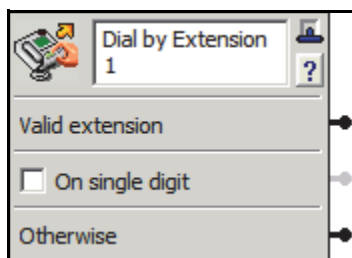 Dial by Extension
1
?
Valid extension
On single digit
Otherwise